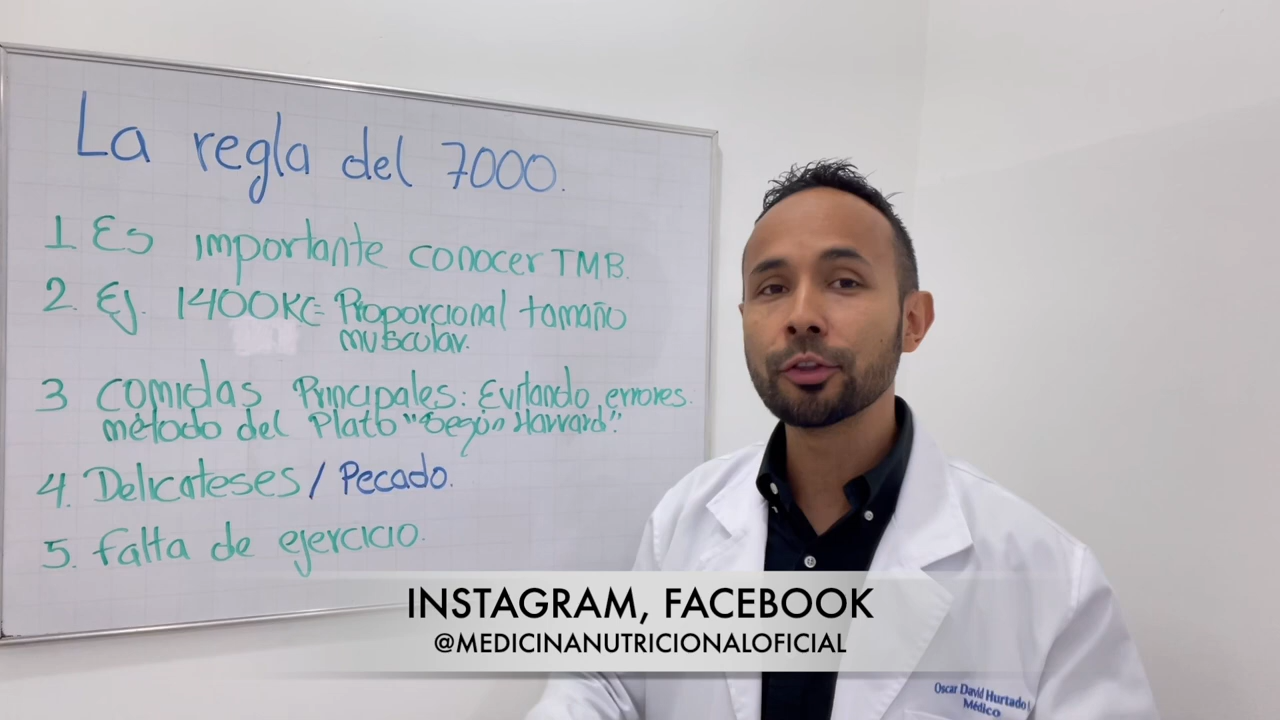 La regla del 7000.
1. Es importante conocer TMB.
2. Ej. 1400KC= Proporcional tamaño
muscular.
3 Comidas Principales: Evitando errores.
método del Plato "Según Harvard".
4. Delicateses / Pecado.
5. falta de ejercicio.
INSTAGRAM, FACEBOOK
@MEDICINANUTRICIONALOFICIAL
Oscar David Hurtado
Médico